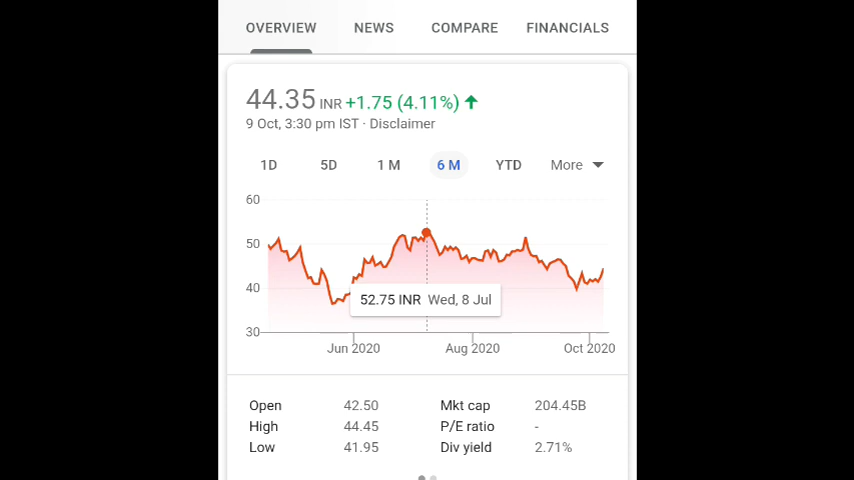 OVERVIEW NEWS COMPARE FINANCIALS
44.35 INR +1.75 (4.11%)
9 Oct, 3:30 pm IST · Disclaimer
1D 5D 1 M 6 M YTD More
60
50
40
52.75 INR Wed, 8 Jul
30
Jun 2020 Aug 2020 Oct 2020
Open 42.50 Mkt cap 204.45B
High 44.45 P/E ratio -
Low 41.95 Div yield 2.71%